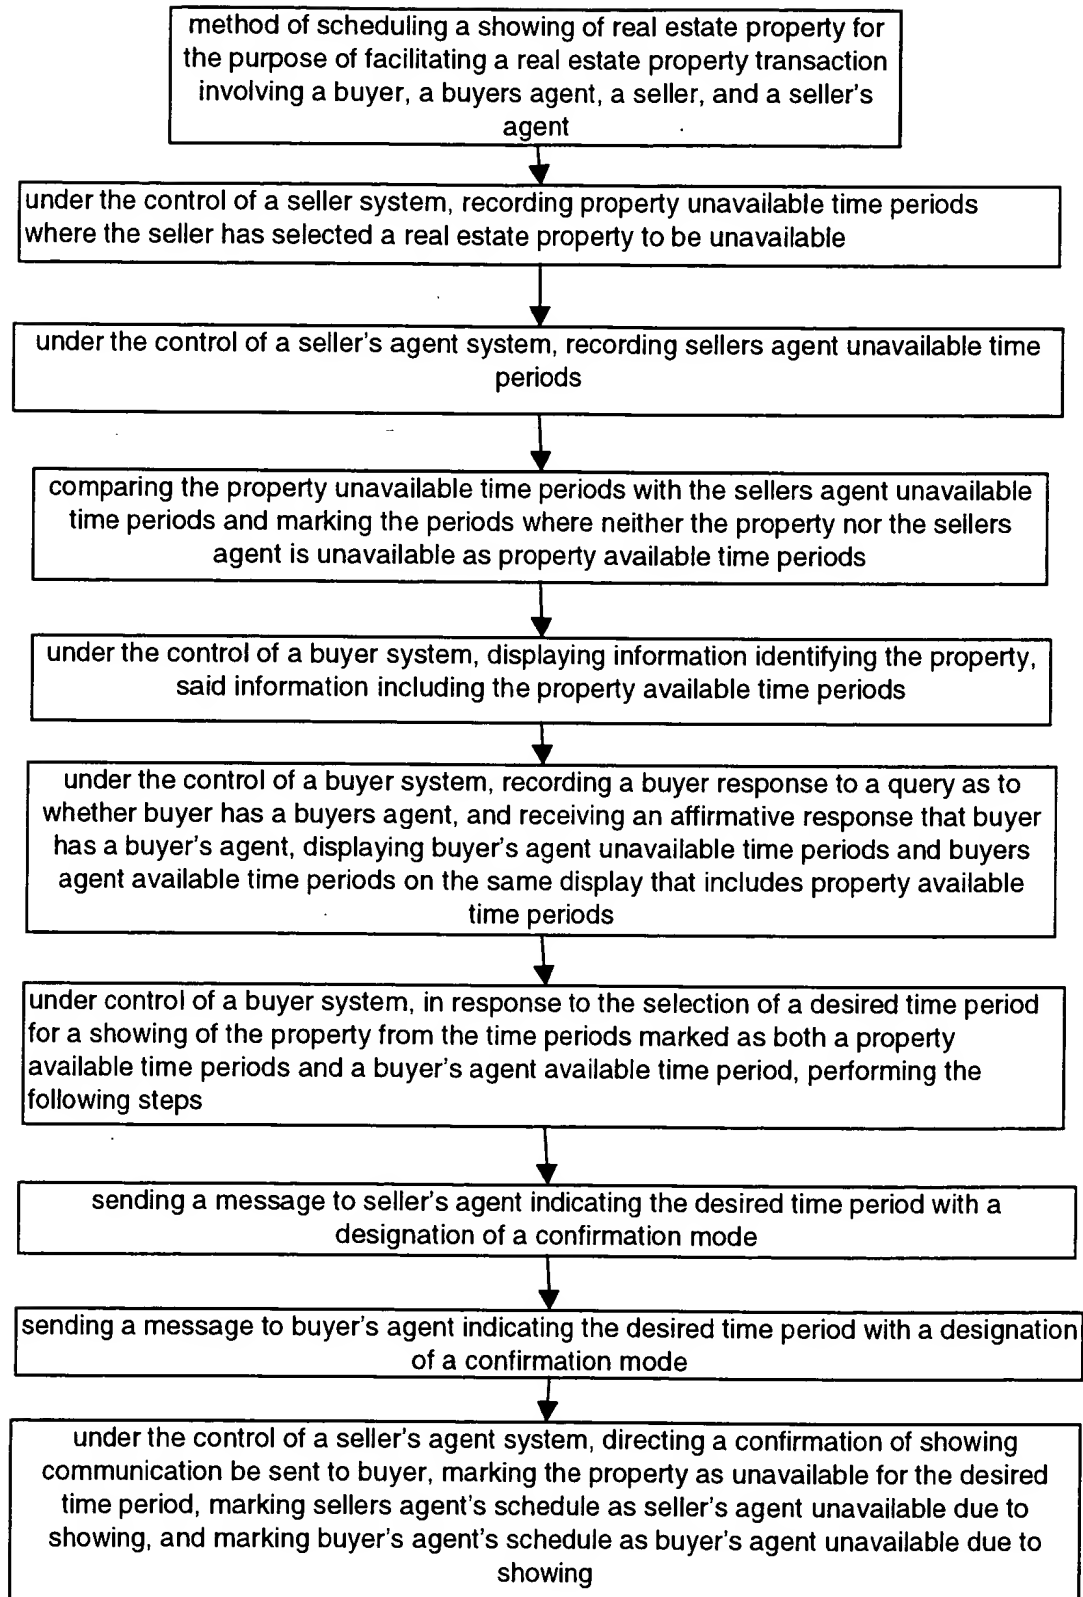 method of scheduling a showing of real estate property for
the purpose of facilitating a real estate property transaction
involving a buyer, a buyers agent, a seller, and a seller's
agent
under the control of a seller system, recording property unavailable time periods
where the seller has selected a real estate property to be unavailable
under the control of a seller's agent system, recording sellers agent unavailable time
periods
comparing the property unavailable time periods with the sellers agent unavailable
time periods and marking the periods where neither the property nor the sellers
agent is unavailable as property available time periods
under the control of a buyer system, displaying information identifying the property,
said information including the property available time periods
under the control of a buyer system, recording a buyer response to a query as to
whether buyer has a buyers agent, and receiving an affirmative response that buyer
has a buyer's agent, displaying buyer's agent unavailable time periods and buyers
agent available time periods on the same display that includes property available
time periods
under control of a buyer system, in response to the selection of a desired time period
for a showing of the property from the time periods marked as both a property
available time periods and a buyer's agent available time period, performing the
following steps
sending a message to seller's agent indicating the desired time period with a
designation of a confirmation mode
sending a message to buyer's agent indicating the desired time period with a designation
of a confirmation mode
under the control of a seller's agent system, directing a confirmation of showing
communication be sent to buyer, marking the property as unavailable for the desired
time period, marking sellers agent's schedule as seller's agent unavailable due to
showing, and marking buyer's agent's schedule as buyer's agent unavailable due to
showing